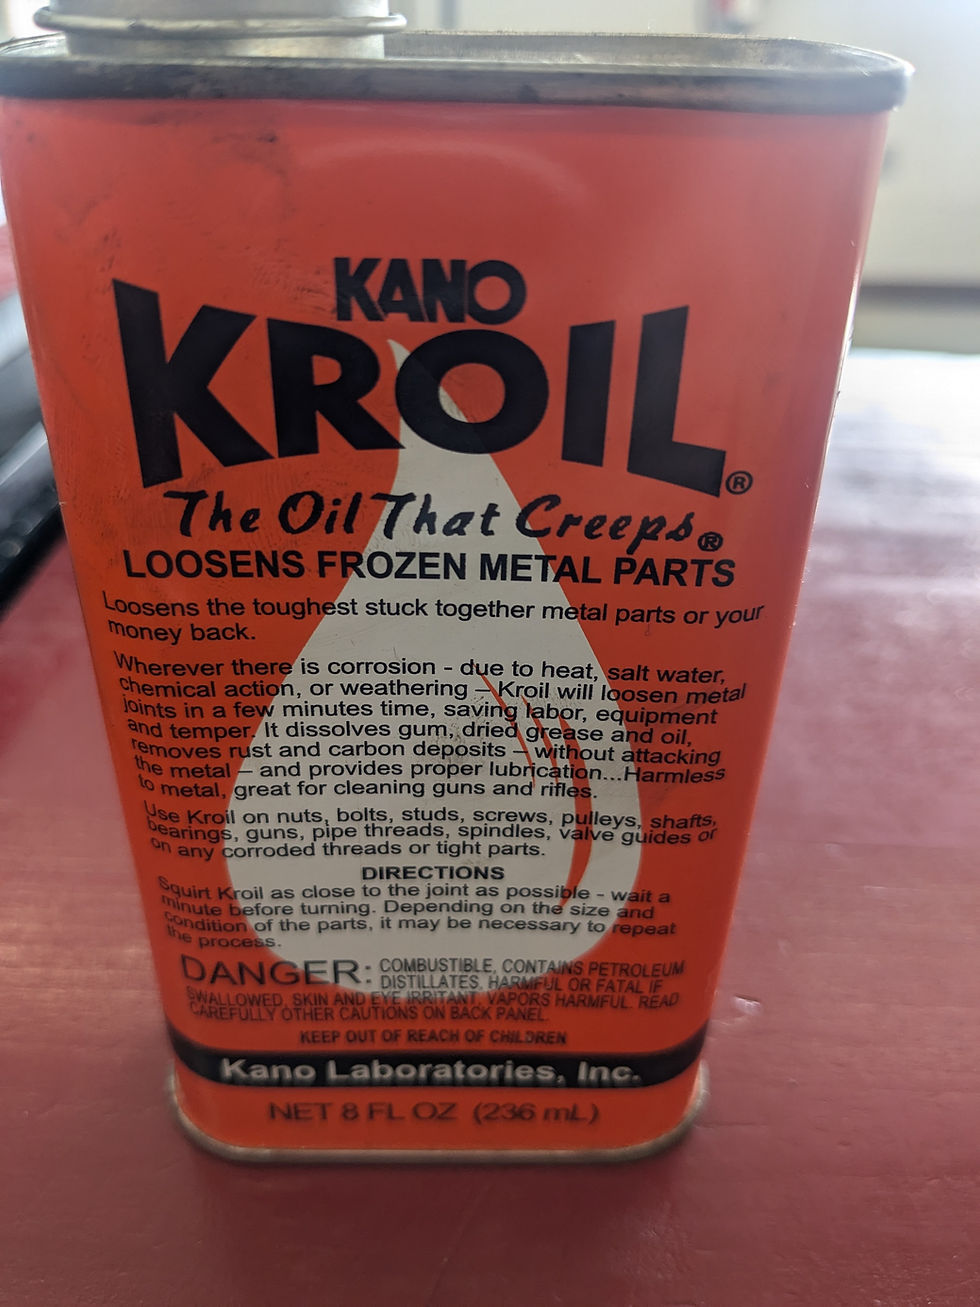 KANO
KROIL®
The Oil That Creeps®
LOOSENS FROZEN METAL PARTS
Loosens the toughest stuck together metal parts or your
money back.
Wherever there is corrosion - due to heat, salt water,
chemical action, or weathering – Kroil will loosen metal
joints in a few minutes time, saving labor, equipment
and temper. It dissolves gum, dried grease and oil,
removes rust and carbon deposits – without attacking
the metal – and provides proper lubrication...Harmless
to metal, great for cleaning guns and rifles.
Use Kroil on nuts, bolts, studs, screws, pulleys, shafts,
bearings, guns, pipe threads, spindles, valve guides or
on any corroded threads or tight parts.
DIRECTIONS
Squirt Kroil as close to the joint as possible - wait a
minute before turning. Depending on the size and
condition of the parts, it may be necessary to repeat
the process.
DANGER: COMBUSTIBLE, CONTAINS PETROLEUM
DISTILLATES, HARMFUL OR FATAL IF
SWALLOWED, SKIN AND EYE IRRITANT, VAPORS HARMFUL. READ
CAREFULLY OTHER CAUTIONS ON BACK PANEL.
KEEP OUT OF REACH OF CHILDREN
Kano Laboratories, Inc.
NET 8 FL OZ (236 mL)